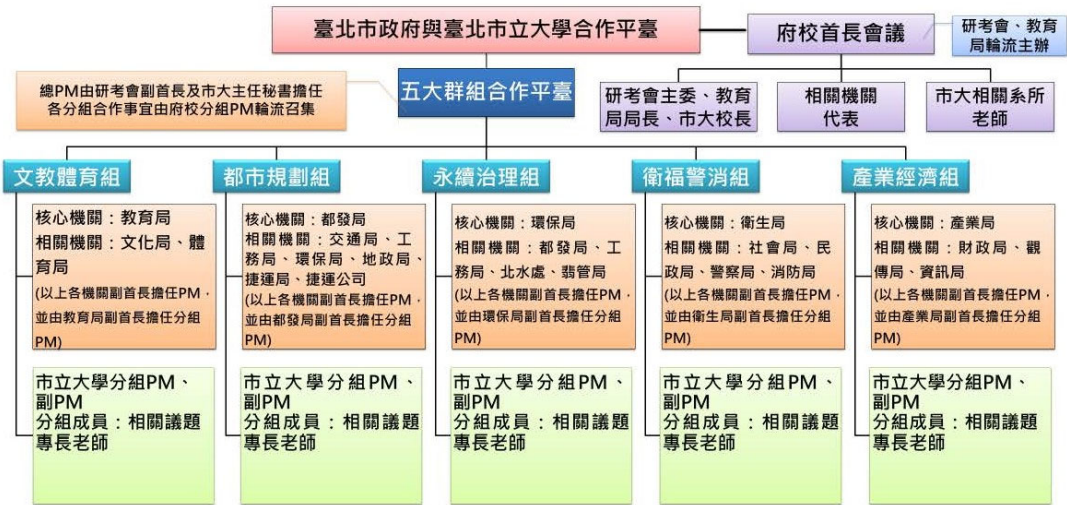 臺北市政府與臺北市立大學合作平臺
府校首長會議
研考會、教育
局輪流主辦
總PM由研考會副首長及市大主任秘書擔任
各分組合作事宜由府校分組PM輪流召集
五大群組合作平臺
研考會主委、教育
局局長、市大校長
相關機關
代表
市大相關系所
老師
文教體育組
都市規劃組
永續治理組
衛福警消組
產業經濟組
核心機關：教育局
相關機關：文化局、體
育局
(以上各機關副首長擔任PM，
並由教育局副首長擔任分組
PM)
核心機關：都發局
相關機關：交通局、工
務局、環保局、地政局、
捷運局、捷運公司
(以上各機關副首長擔任PM，
並由都發局副首長擔任分組
PM)
核心機關：環保局
相關機關：都發局、工
務局、北水處、翡管局
(以上各機關副首長擔任PM，
並由環保局副首長擔任分組
PM)
核心機關：衛生局
相關機關：社會局、民
政局、警察局、消防局
(以上各機關副首長擔任PM，
並由衛生局副首長擔任分組
PM)
核心機關：產業局
相關機關：財政局、觀
傳局、資訊局
(以上各機關副首長擔任PM，
並由產業局副首長擔任分組
PM)
市立大學分組PM、
副PM
分組成員：相關議題
專長老師
市立大學分組PM、
副PM
分組成員：相關議題
專長老師
市立大學分組PM、
副PM
分組成員：相關議題
專長老師
市立大學分組PM、
副PM
分組成員：相關議題
專長老師
市立大學分組PM、
副PM
分組成員：相關議題
專長老師